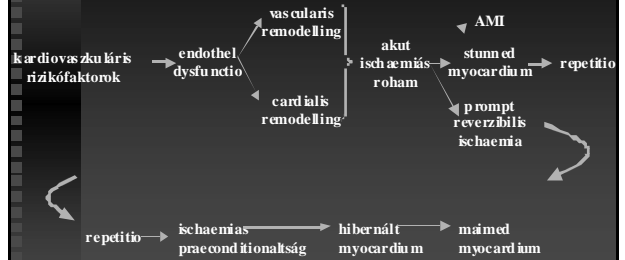 kardiovaszkuláris
rizikófaktorok
endothel
dysfunctio
vascularis
remodelling
cardialis
remodelling
akut
ischaemiás
roham
AMI
stunned
myocardium
repetitio
prompt
reverzibilis
ischaemia
repetitio
ischaemias
praeconditionaltság
hibernált
myocardium
maimed
myocardium